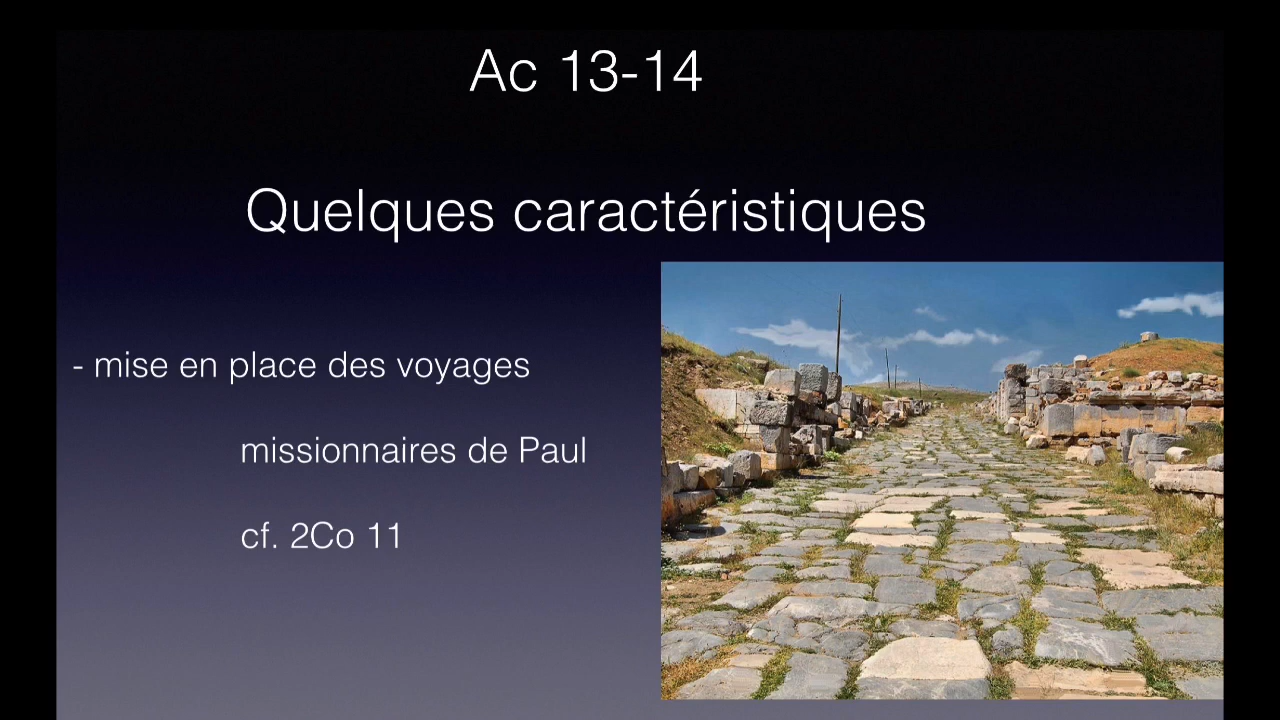 Ac 13-14
Quelques caractéristiques
- mise en place des voyages
missionnaires de Paul
cf. 2Co 11